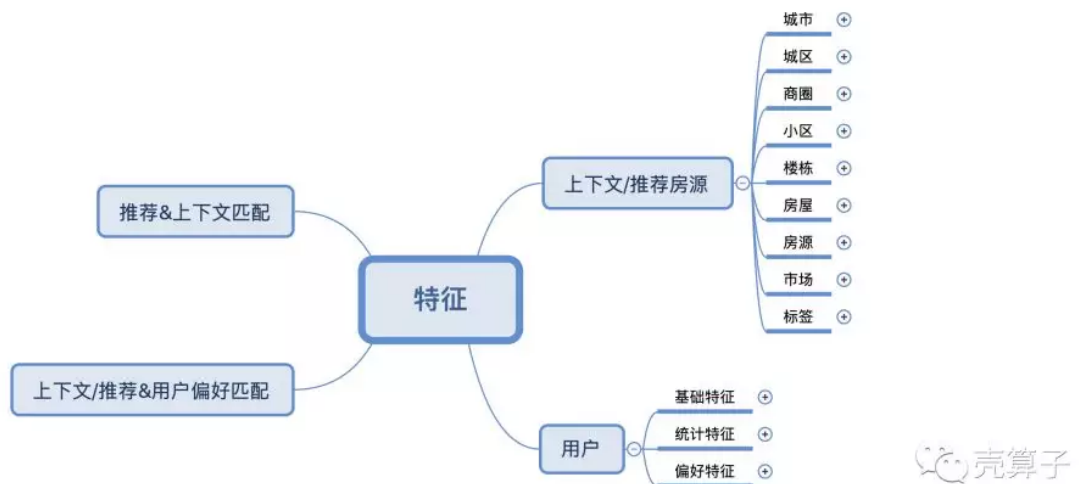 城市
城区
商圈
小区
楼栋
房屋
房源
市场
标签
上下文/推荐房源
推荐&上下文匹配
特征
上下文/推荐&用户偏好匹配
用户
基础特征
统计特征
偏好特征
壳算子